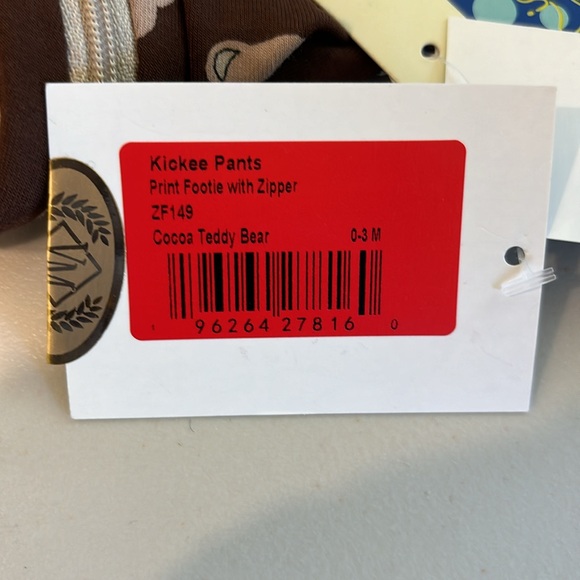 Kickee Pants
Print Footie with Zipper
ZF149
Cocoa Teddy Bear 0-3 M
1 96264 27816 0